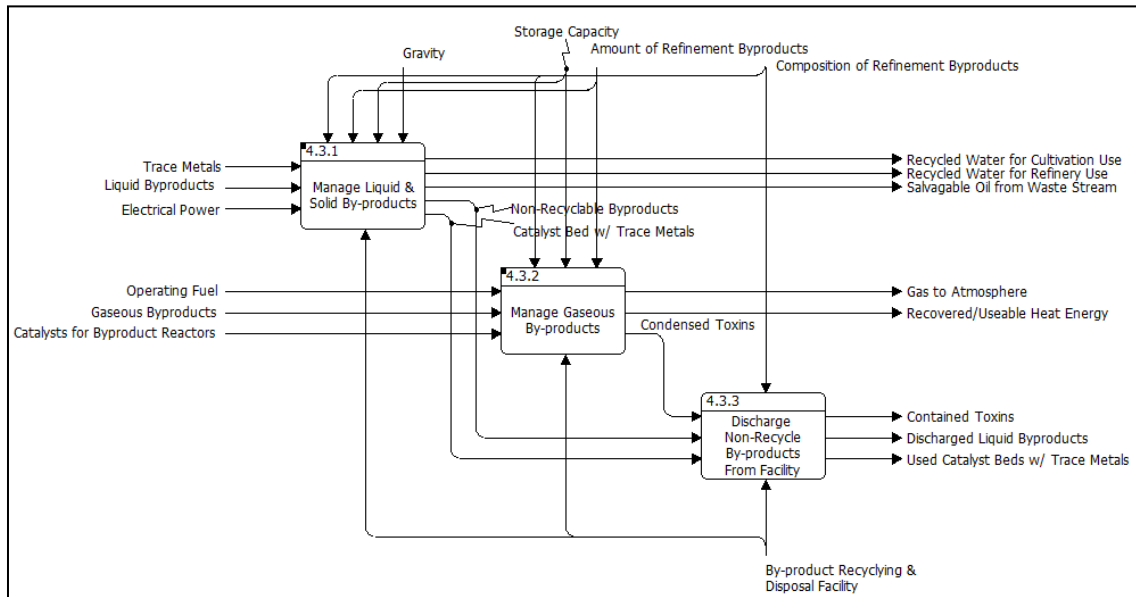 Storage Capacity
Gravity
Amount of Refinement Byproducts
Composition of Refinement Byproducts
4.3.1
Manage Liquid &
Solid By-products
Trace Metals
Liquid Byproducts
Electrical Power
Recycled Water for Cultivation Use
Recycled Water for Refinery Use
Salvagable Oil from Waste Stream
Non-Recyclable Byproducts
Catalyst Bed w/ Trace Metals
4.3.2
Manage Gaseous
By-products
Operating Fuel
Gaseous Byproducts
Catalysts for Byproduct Reactors
Gas to Atmosphere
Recovered/Useable Heat Energy
Condensed Toxins
4.3.3
Discharge
Non-Recycle
By-products
From Facility
Contained Toxins
Discharged Liquid Byproducts
Used Catalyst Beds w/ Trace Metals
By-product Recyclying &
Disposal Facility